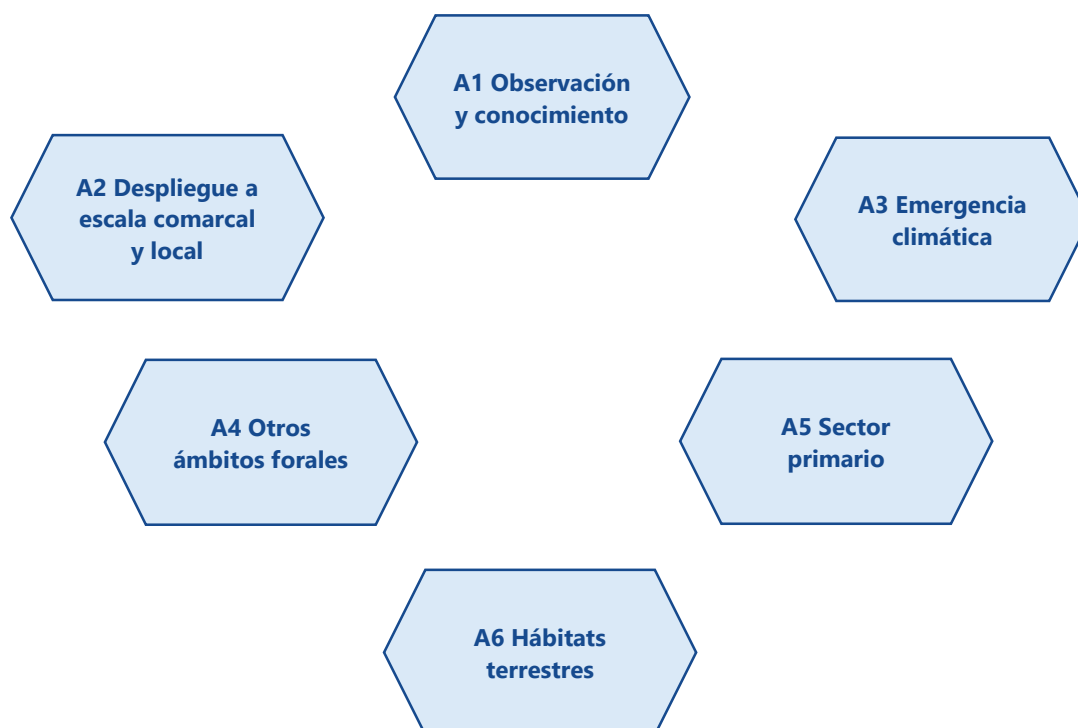 A1 Observación
y conocimiento
A2 Despliegue a
escala comarcal
y local
A3 Emergencia
climática
A4 Otros
ámbitos forales
A5 Sector
primario
A6 Hábitats
terrestres